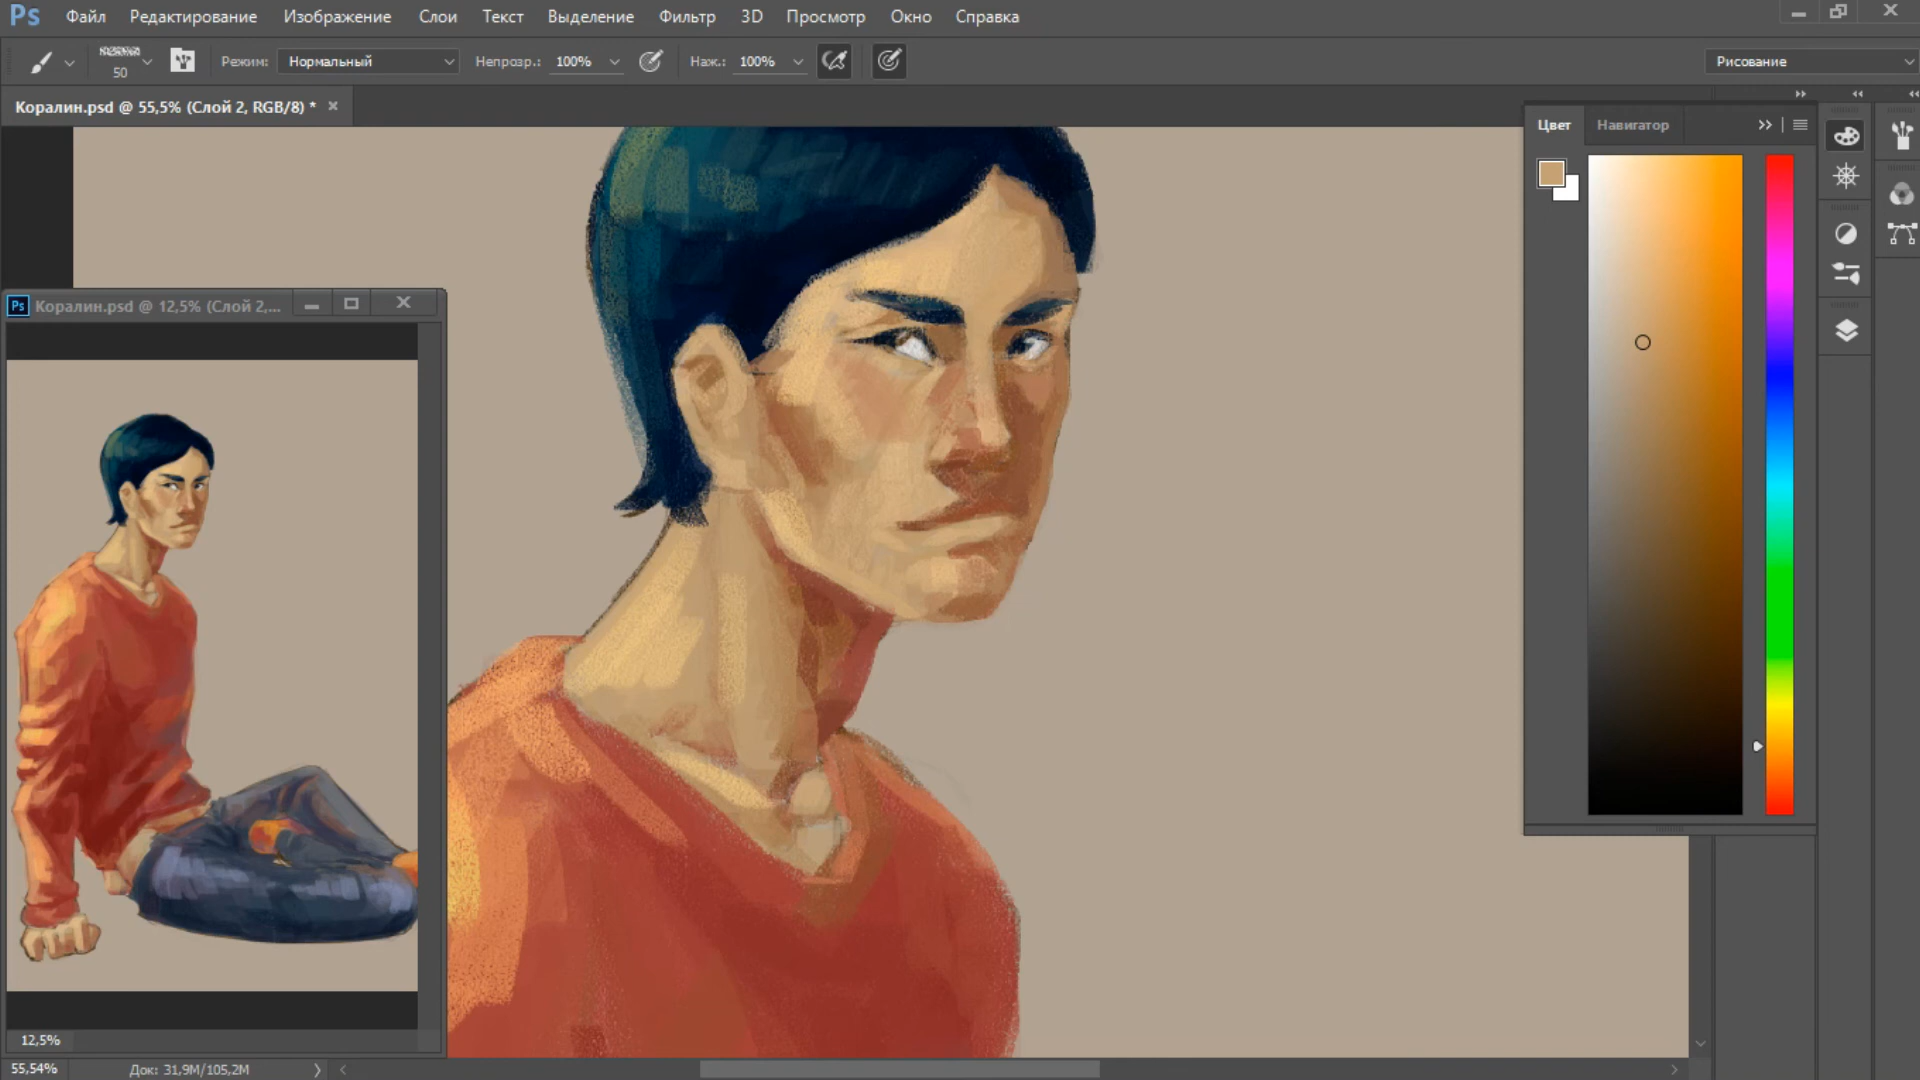 Ps Файл Редактирование Изображение Слои Текст Выделение Фильтр 3D Просмотр Окно Справка
50 Режим: Нормальный Непрозр.: 100% Наж.: 100% Рисование
Коралин.psd @ 55,5% (Слой 2, RGB/8) *
Цвет Навигатор
Ps Коралин.psd @ 12,5% (Слой 2,...
12,5%
55,54% Док: 31,9M/105,2M